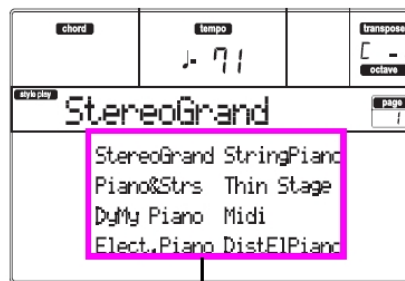 chord tempo transpose
♩- 71 C -
octave
style play StereoGrand page
1
StereoGrand StringPiano
Piano&Strs Thin Stage
DyMy Piano Midi
Elect.Piano DistElPiano